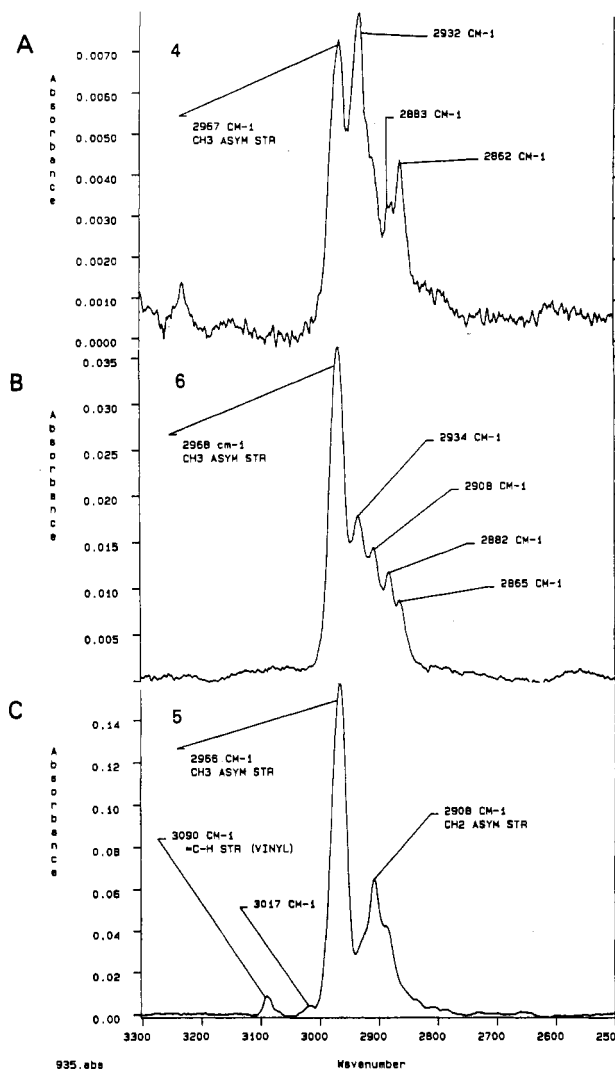 A
4
Absorbance
0.0070
0.0060
0.0050
0.0040
0.0030
0.0020
0.0010
0.0000
2967 CM-1
CH3 ASYM STR
2932 CM-1
2883 CM-1
2862 CM-1
B
6
Absorbance
0.035
0.030
0.025
0.020
0.015
0.010
0.005
2968 cm-1
CH3 ASYM STR
2934 CM-1
2908 CM-1
2882 CM-1
2865 CM-1
C
5
Absorbance
0.14
0.12
0.10
0.08
0.06
0.04
0.02
0.00
2966 CM-1
CH3 ASYM STR
3090 CM-1
=C-H STR (VINYL)
3017 CM-1
2908 CM-1
CH2 ASYM STR
3300 3200 3100 3000 2900 2800 2700 2600 2500
935.abs
Wavenumber